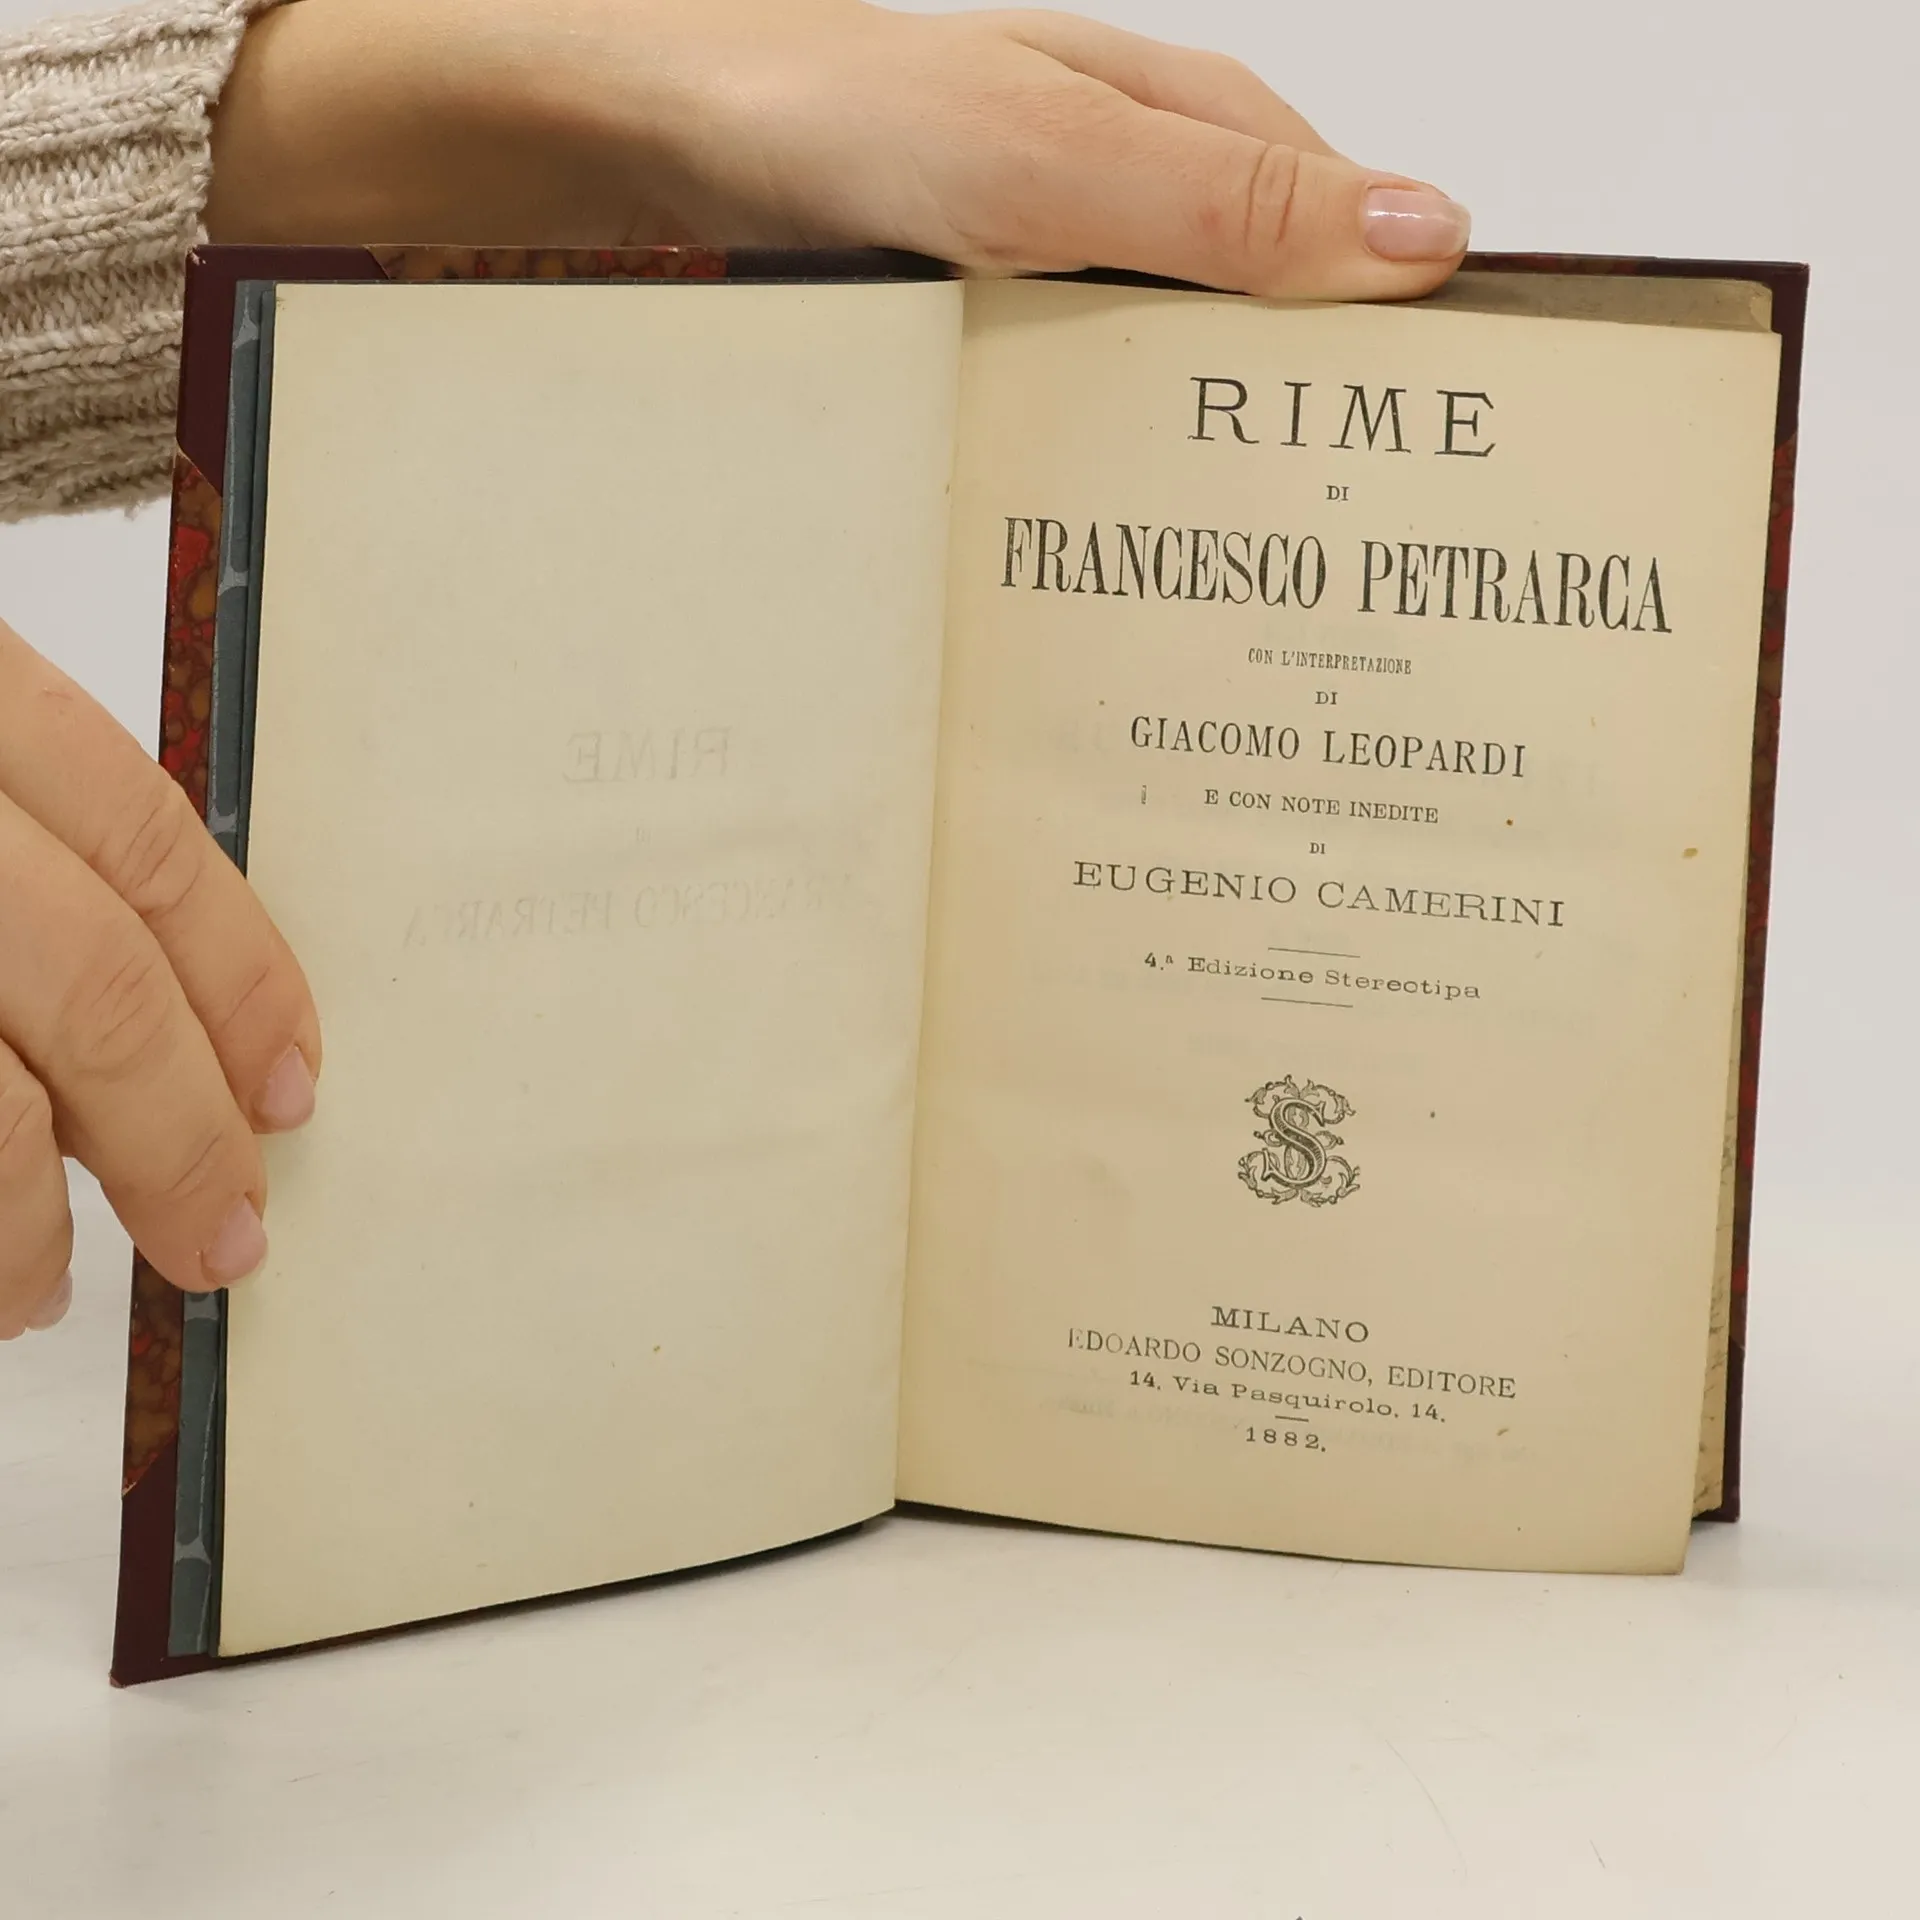 RIME
DI
FRANCESCO PETRARCA
CON L'INTERPRETAZIONE
DI
GIACOMO LEOPARDI
E CON NOTE INEDITE
DI
EUGENIO CAMERINI
4.ª Edizione Stereotipa
S
MILANO
EDOARDO SONZOGNO, EDITORE
14. Via Pasquirolo. 14.
1882.